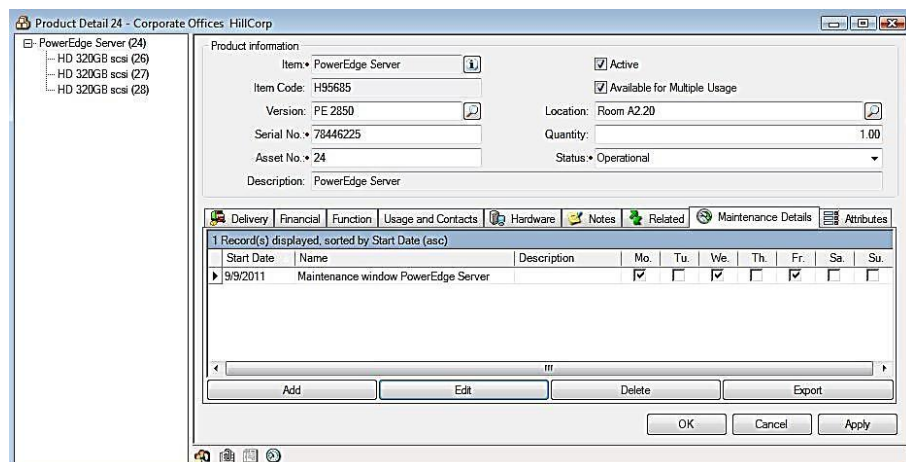 Product Detail 24 - Corporate Offices HillCorp
PowerEdge Server (24)
HD 320GB scsi (26)
HD 320GB scsi (27)
HD 320GB scsi (28)
Product information
Item:• PowerEdge Server
Active
Item Code: H95685
Available for Multiple Usage
Version: PE 2850
Location: Room A2.20
Serial No.:• 78446225
Quantity: 1.00
Asset No.:• 24
Status:• Operational
Description: PowerEdge Server
Delivery Financial Function Usage and Contacts Hardware Notes Related Maintenance Details Attributes
1 Record(s) displayed, sorted by Start Date (asc)
Start Date Name Description Mo. Tu. We. Th. Fr. Sa. Su.
9/9/2011 Maintenance window PowerEdge Server
Add Edit Delete Export
OK Cancel Apply